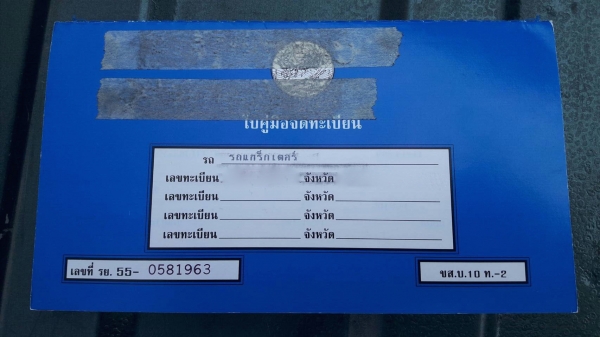 ใบคู่มือจดทะเบียน
รถ รถแทร็กเตอร์
เลขทะเบียน จังหวัด
เลขทะเบียน จังหวัด
เลขทะเบียน จังหวัด
เลขทะเบียน จังหวัด
เลขที่ รย. 55- 0581963
ขส.บ.10 ท.-2